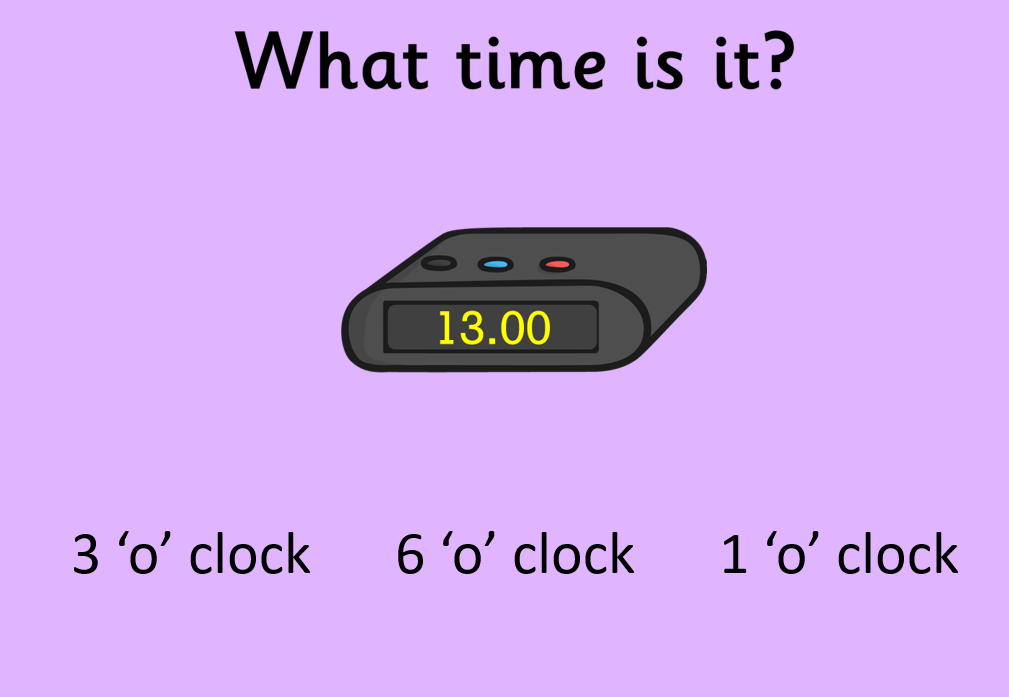 What time is it?
13.00
3 ‘o’ clock 6 ‘o’ clock 1 ‘o’ clock